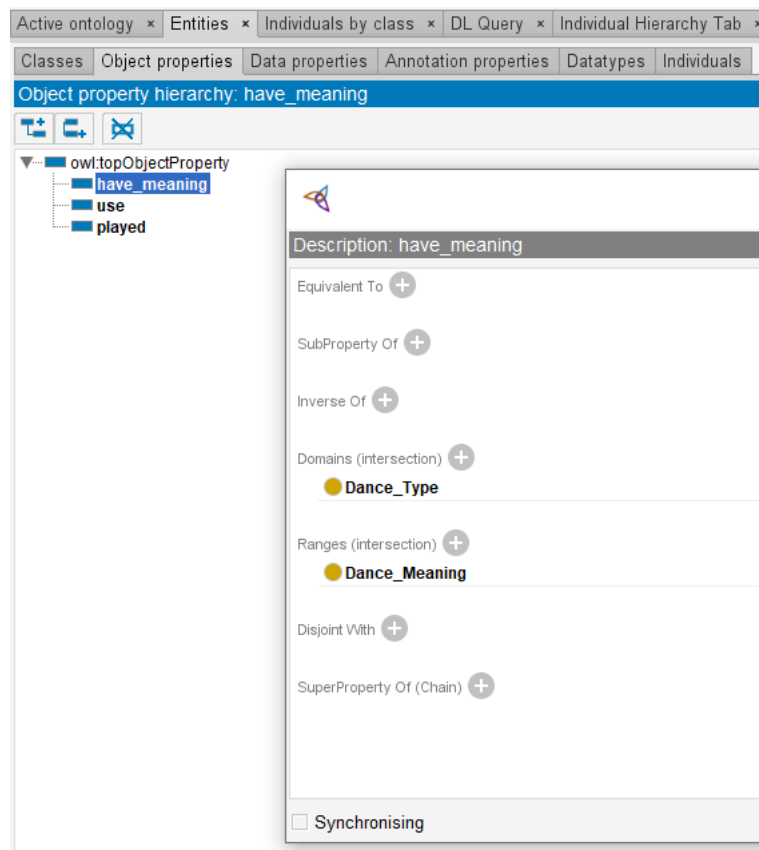 Active ontology × Entities × Individuals by class × DL Query × Individual Hierarchy Tab ×
Classes Object properties Data properties Annotation properties Datatypes Individuals
Object property hierarchy: have_meaning
owl:topObjectProperty
have_meaning
use
played
Description: have_meaning
Equivalent To
SubProperty Of
Inverse Of
Domains (intersection)
Dance_Type
Ranges (intersection)
Dance_Meaning
Disjoint With
SuperProperty Of (Chain)
Synchronising